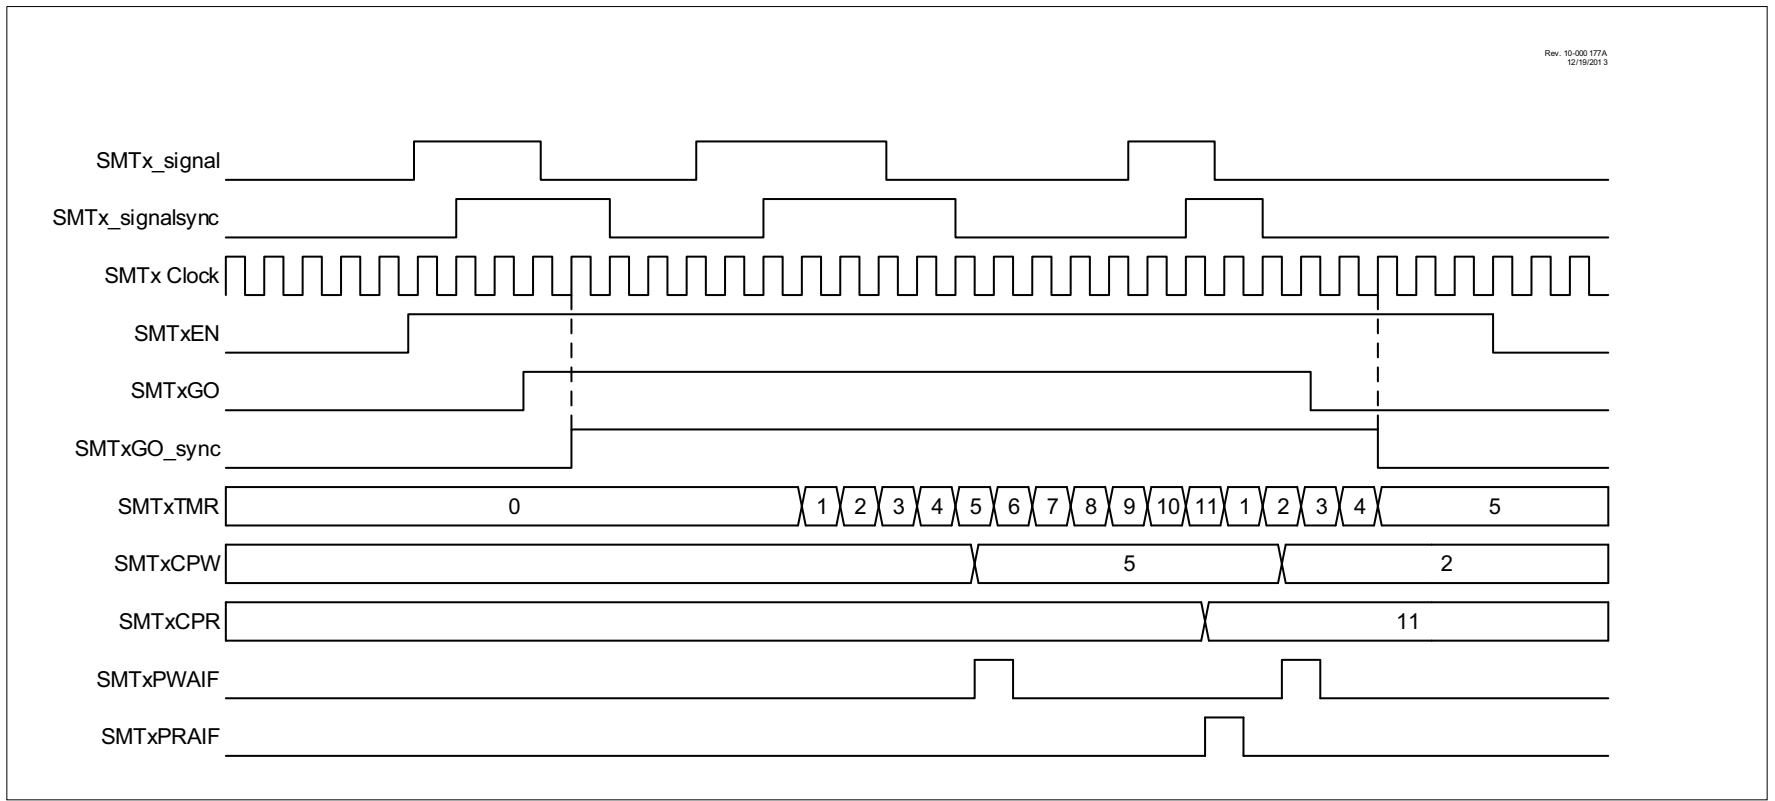 Rev. 10-000 177A
12/19/201 3
SMTx_signal
SMTx_signalsync
SMTx Clock
SMTxEN
SMTxGO
SMTxGO_sync
SMTxTMR 0 1 2 3 4 5 6 7 8 9 10 11 1 2 3 4 5
SMTxCPW 5 2
SMTxCPR 11
SMTxPWAIF
SMTxPRAIF